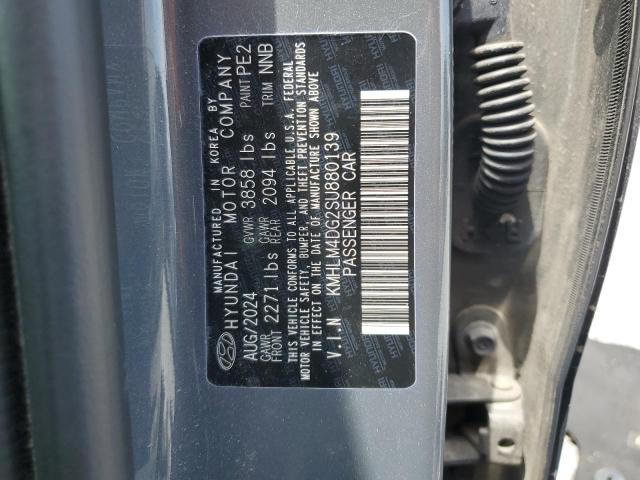 MANUFACTURED IN KOREA BY
HYUNDAI MOTOR COMPANY
AUG/2024 GVWR 3858 lbs PAINT PE2
GAWR FRONT 2271 lbs GAWR REAR 2094 lbs TRIM NNB
THIS VEHICLE CONFORMS TO ALL APPLICABLE U.S.A. FEDERAL
MOTOR VEHICLE SAFETY, BUMPER, AND THEFT PREVENTION STANDARDS
IN EFFECT ON THE DATE OF MANUFACTURE SHOWN ABOVE
V.I.N KMHLM4DG2SU880139
PASSENGER CAR